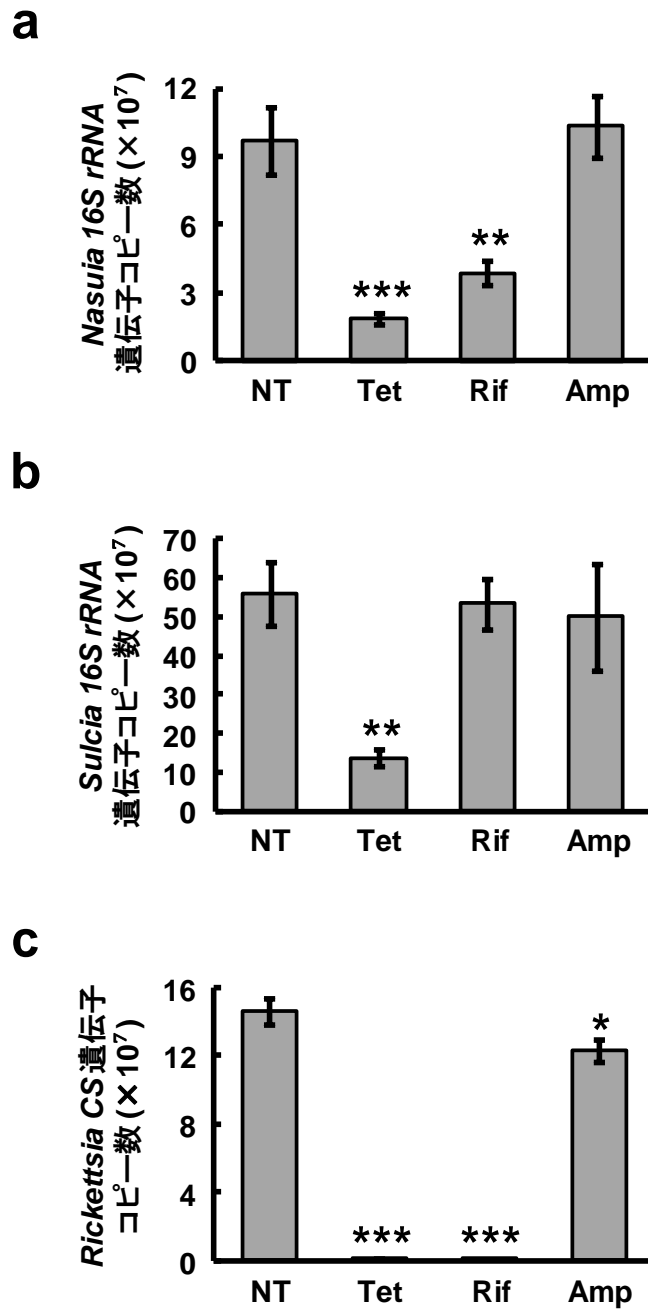 a
Nasuia 16S rRNA
遺伝子コピー数 (×10⁷)
12
9
6
3
0
***
**
NT Tet Rif Amp
b
Sulcia 16S rRNA
遺伝子コピー数 (×10⁷)
70
60
50
40
30
20
10
0
**
NT Tet Rif Amp
c
Rickettsia CS遺伝子
コピー数 (×10⁷)
16
12
8
4
0
*** *** *
NT Tet Rif Amp